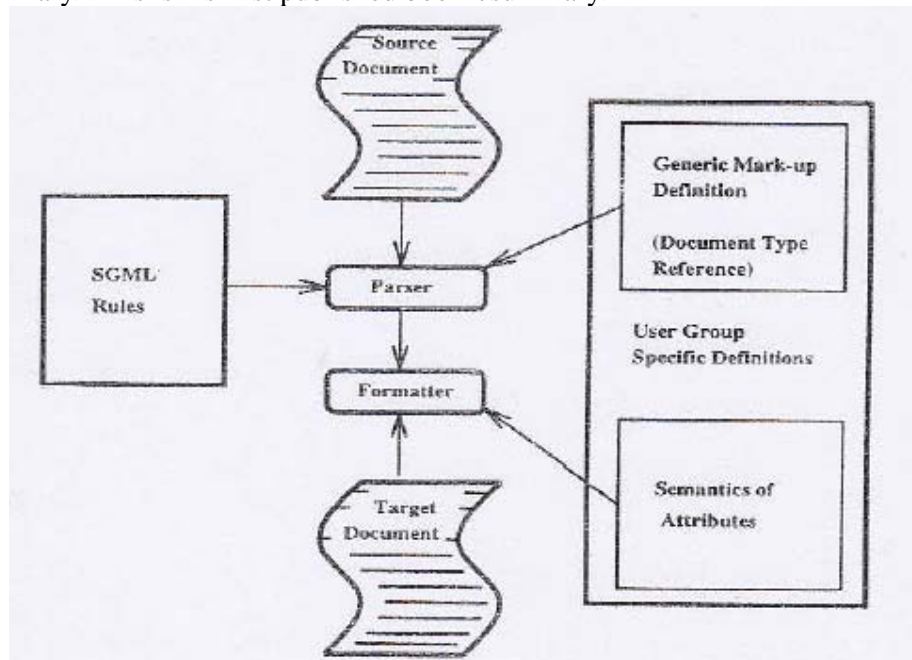 Source
Document
Generic Mark-up
Definition
(Document Type
Reference)
SGML
Rules
Parser
User Group
Specific Definitions
Formatter
Semantics of
Attributes
Target
Document